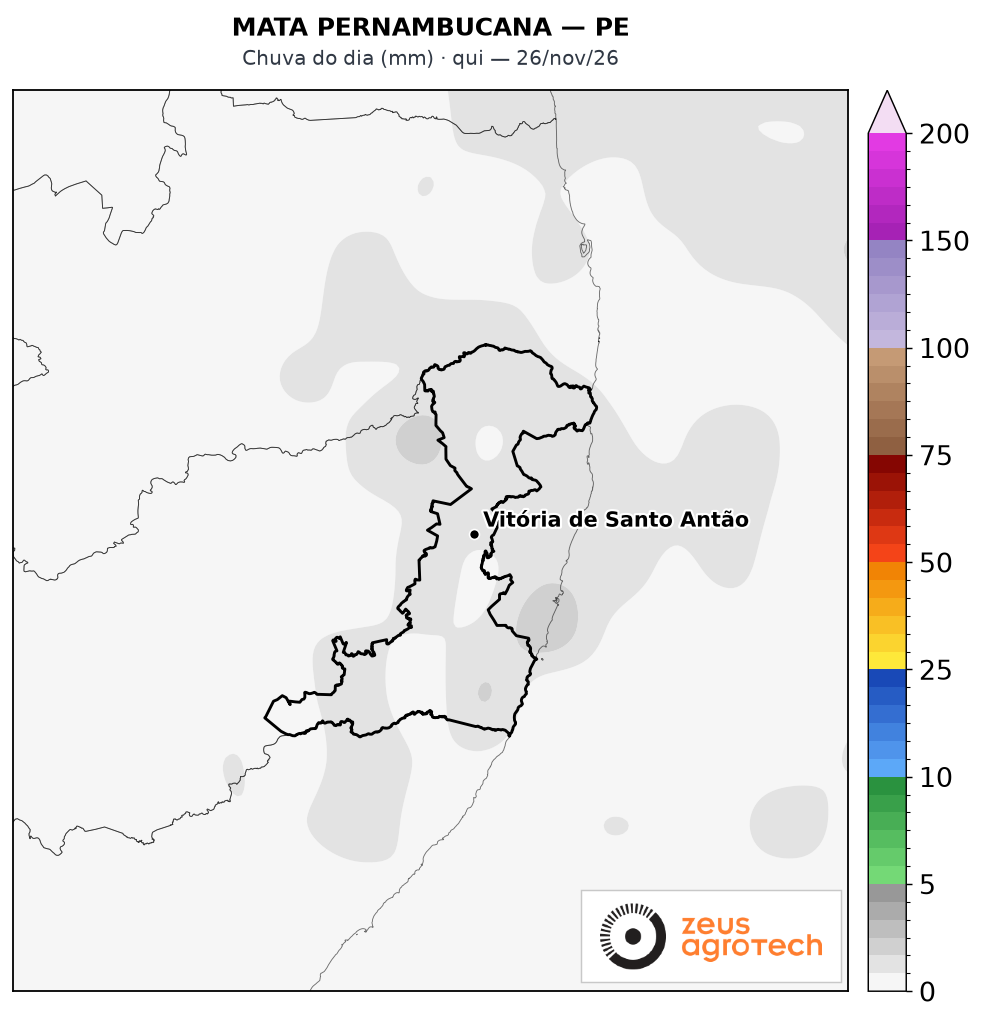 MATA PERNAMBUCANA — PE
Chuva do dia (mm) · qui — 26/nov/26
200
150
100
75
50
25
10
5
0
Vitória de Santo Antão
zeus
agrotech